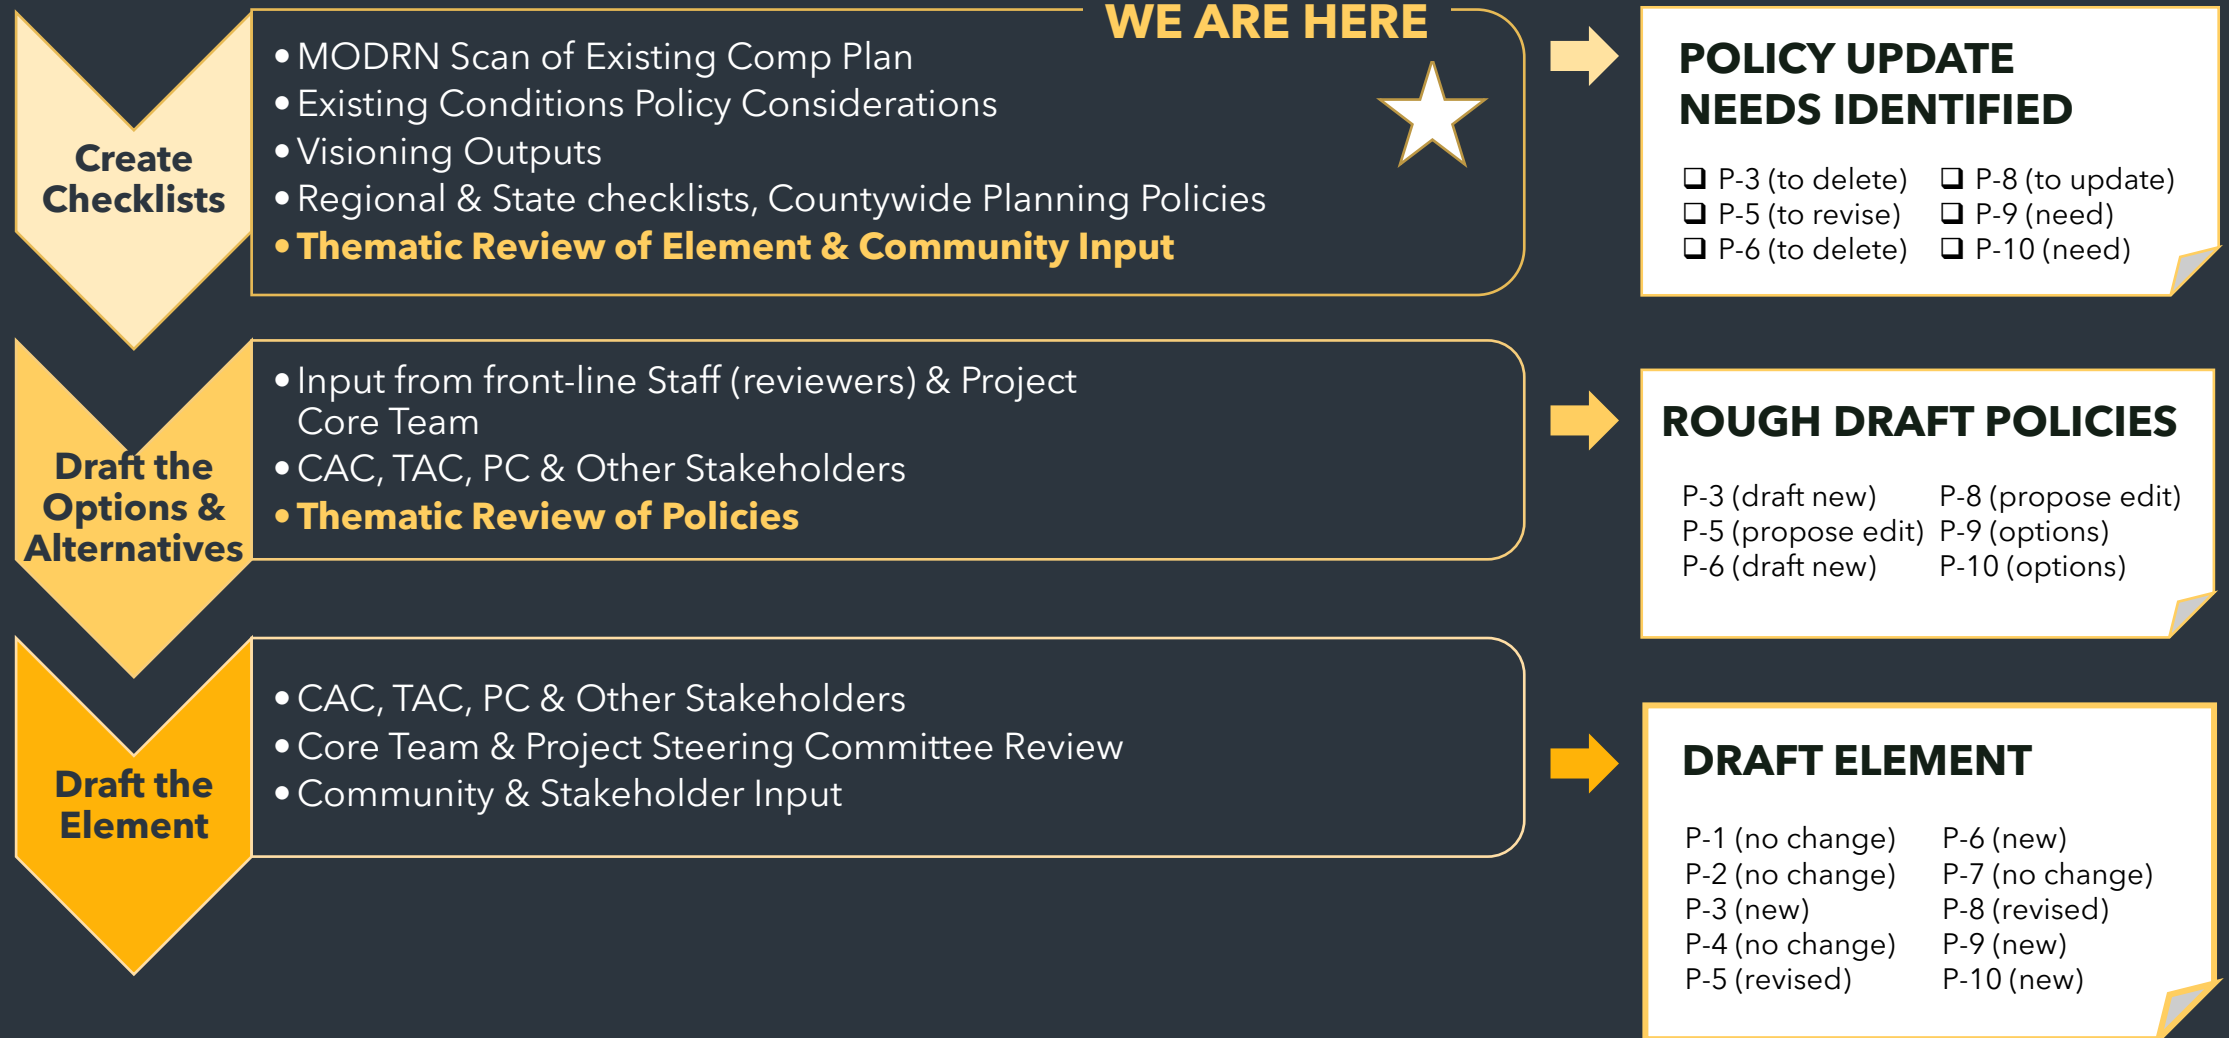 WE ARE HERE
Create
Checklists
• MODRN Scan of Existing Comp Plan
• Existing Conditions Policy Considerations
• Visioning Outputs
• Regional & State checklists, Countywide Planning Policies
• Thematic Review of Element & Community Input
POLICY UPDATE
NEEDS IDENTIFIED
❑ P-3 (to delete) ❑ P-8 (to update)
❑ P-5 (to revise) ❑ P-9 (need)
❑ P-6 (to delete) ❑ P-10 (need)
Draft the
Options &
Alternatives
• Input from front-line Staff (reviewers) & Project
Core Team
• CAC, TAC, PC & Other Stakeholders
• Thematic Review of Policies
ROUGH DRAFT POLICIES
P-3 (draft new) P-8 (propose edit)
P-5 (propose edit) P-9 (options)
P-6 (draft new) P-10 (options)
Draft the
Element
• CAC, TAC, PC & Other Stakeholders
• Core Team & Project Steering Committee Review
• Community & Stakeholder Input
DRAFT ELEMENT
P-1 (no change) P-6 (new)
P-2 (no change) P-7 (no change)
P-3 (new) P-8 (revised)
P-4 (no change) P-9 (new)
P-5 (revised) P-10 (new)